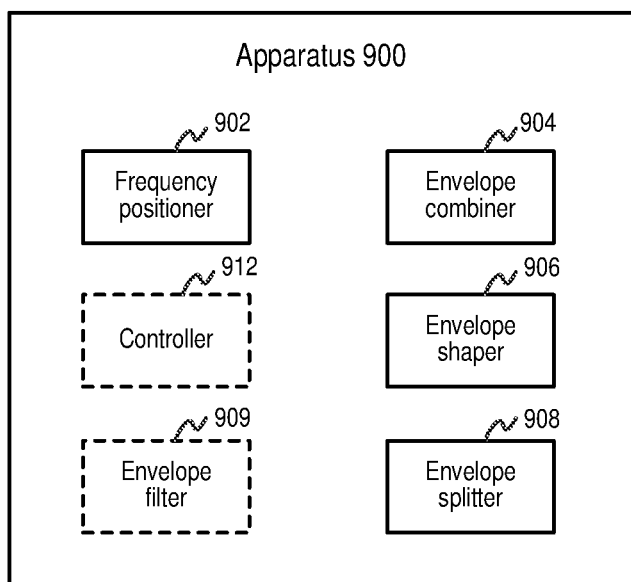 Apparatus 900
902
904
Frequency
positioner
Envelope
combiner
912
906
Controller
Envelope
shaper
909
908
Envelope
filter
Envelope
splitter